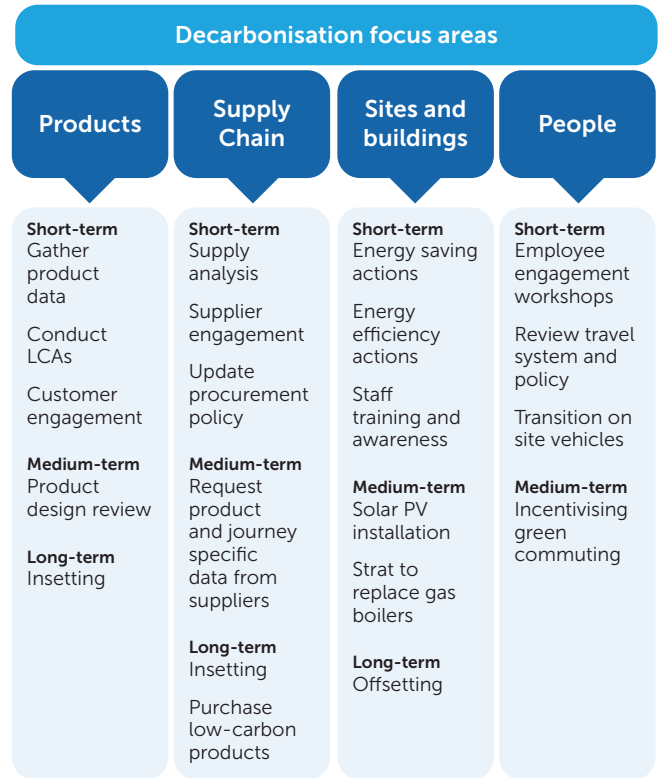 Decarbonisation focus areas
Products
Supply
Chain
Sites and
buildings
People
Short-term
Gather
product
data
Conduct
LCAs
Customer
engagement
Medium-term
Product
design review
Long-term
Insetting
Short-term
Supply
analysis
Supplier
engagement
Update
procurement
policy
Medium-term
Request
product
and journey
specific
data from
suppliers
Long-term
Insetting
Purchase
low-carbon
products
Short-term
Energy saving
actions
Energy
efficiency
actions
Staff
training and
awareness
Medium-term
Solar PV
installation
Strat to
replace gas
boilers
Long-term
Offsetting
Short-term
Employee
engagement
workshops
Review travel
system and
policy
Transition on
site vehicles
Medium-term
Incentivising
green
commuting